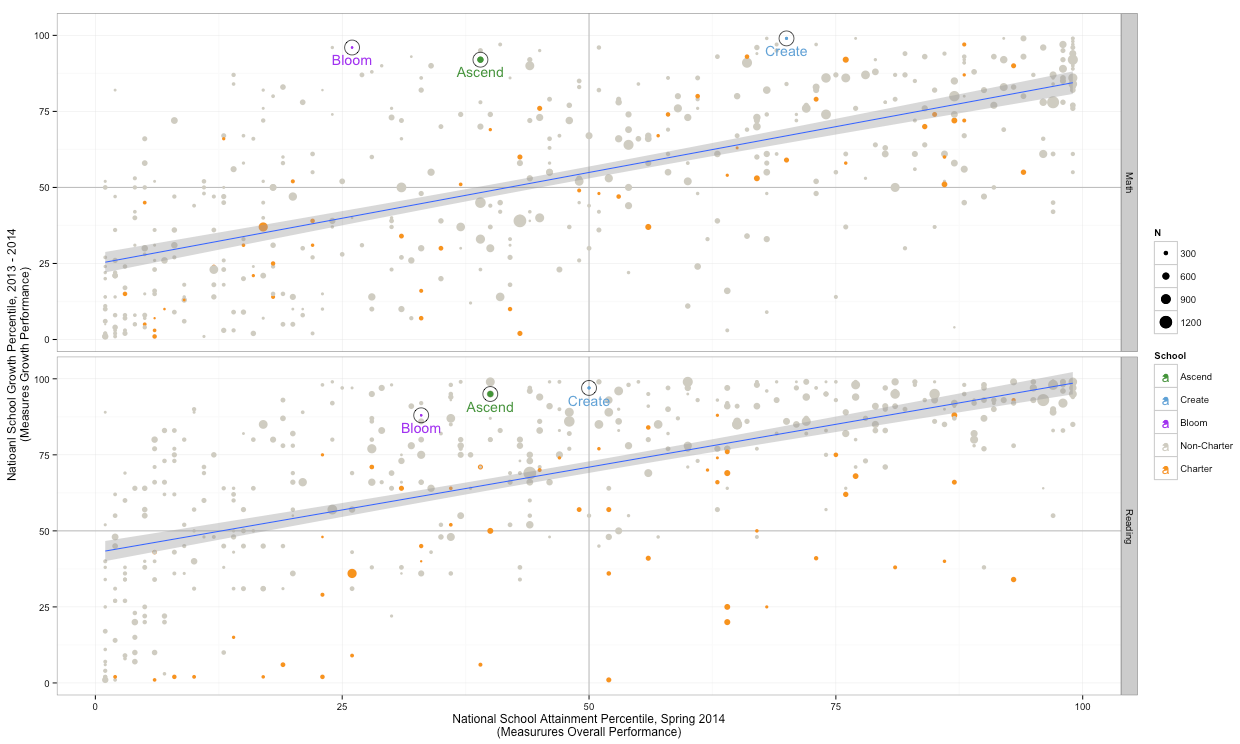 Natioanl School Growth Percentile, 2013 - 2014
(Measures Growth Performance)
100
75
50
25
0
Bloom
Ascend
Create
Math
100
75
50
25
0
Bloom
Ascend
Create
Reading
0
25
50
75
100
National School Attainment Percentile, Spring 2014
(Measurures Overall Performance)
N
300
600
900
1200
School
a Ascend
a Create
a Bloom
a Non-Charter
a Charter